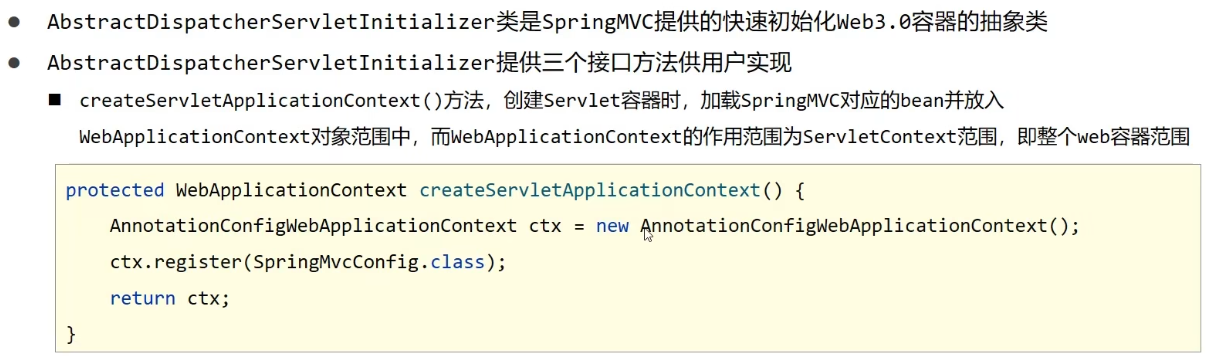 AbstractDispatcherServletInitializer类是SpringMVC提供的快速初始化Web3.0容器的抽象类
AbstractDispatcherServletInitializer提供三个接口方法供用户实现
createServletApplicationContext()方法，创建Servlet容器时，加载SpringMVC对应的bean并放入
WebApplicationContext对象范围中，而WebApplicationContext的作用范围为ServletContext范围，即整个web容器范围
protected WebApplicationContext createServletApplicationContext() {
    AnnotationConfigWebApplicationContext ctx = new AnnotationConfigWebApplicationContext();
    ctx.register(SpringMvcConfig.class);
    return ctx;
}